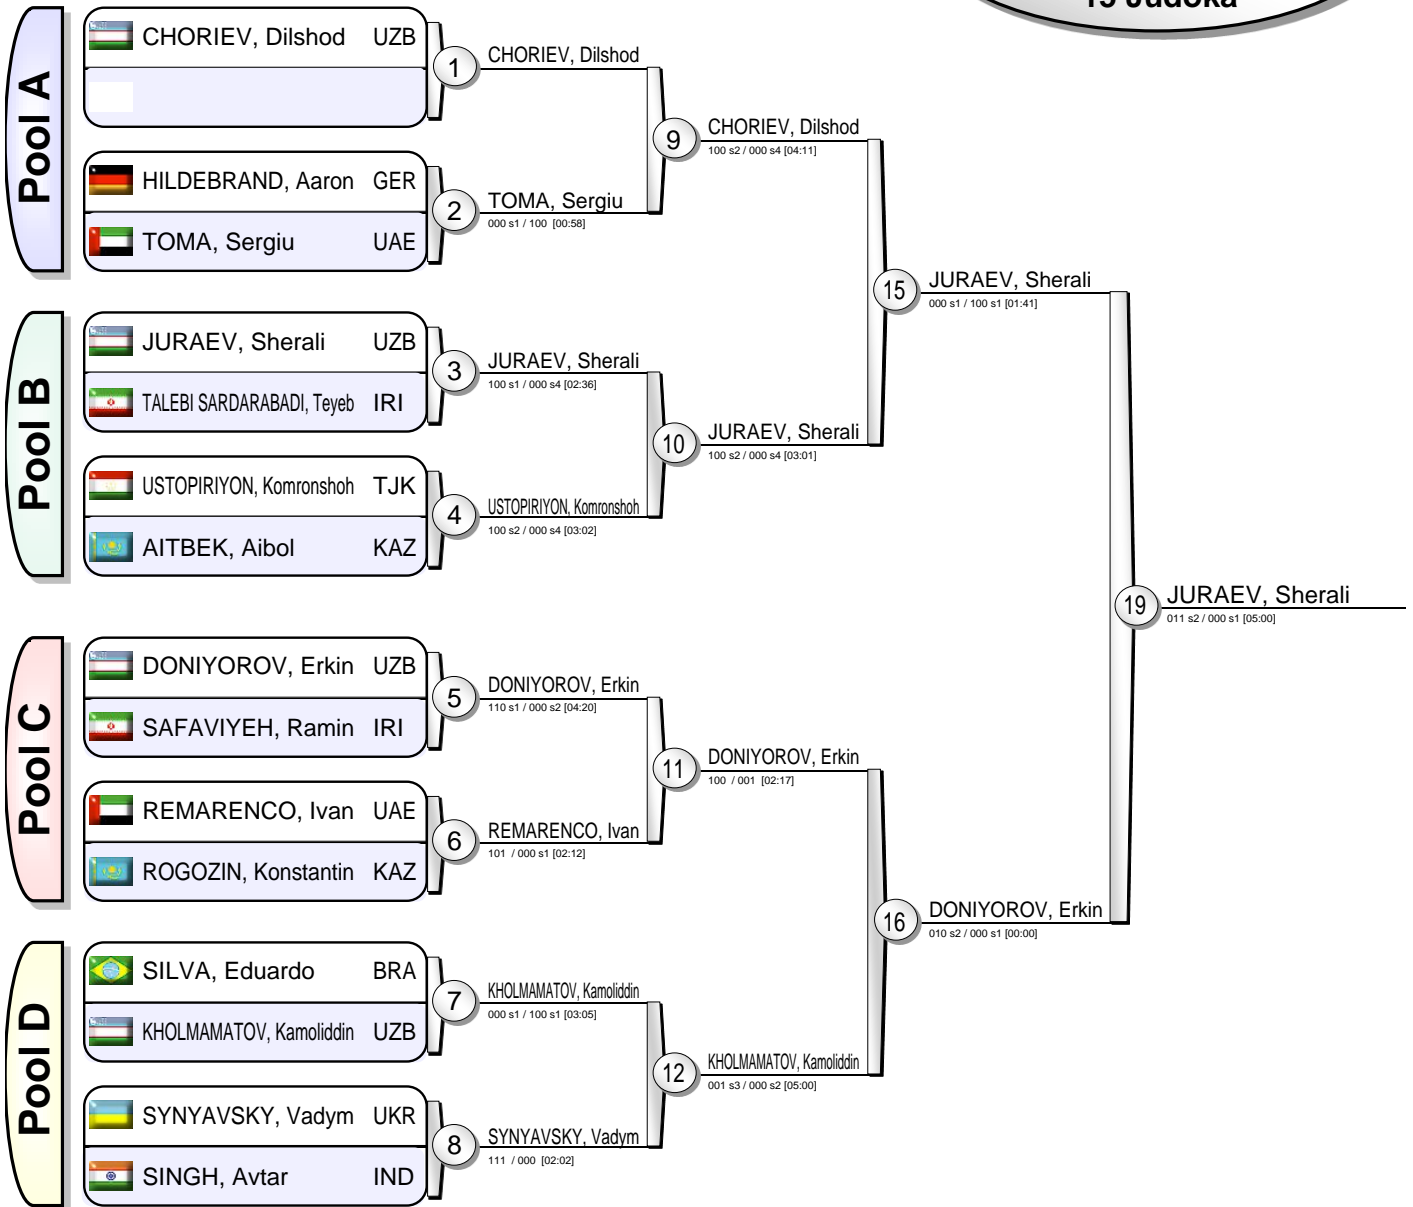 15 Judoka
Pool A
CHORIEV, Dilshod UZB
HILDEBRAND, Aaron GER
TOMA, Sergiu UAE
Pool B
JURAEV, Sherali UZB
TALEBI SARDARABADI, Teyeb IRI
USTOPIRIYON, Komronshoh TJK
AITBEK, Aibol KAZ
Pool C
DONIYOROV, Erkin UZB
SAFAVIYEH, Ramin IRI
REMARENCO, Ivan UAE
ROGOZIN, Konstantin KAZ
Pool D
SILVA, Eduardo BRA
KHOLMAMATOV, Kamoliddin UZB
SYNYAVSKY, Vadym UKR
SINGH, Avtar IND
1 CHORIEV, Dilshod
2 TOMA, Sergiu
000 s1 / 100 [00:58]
3 JURAEV, Sherali
100 s1 / 000 s4 [02:36]
4 USTOPIRIYON, Komronshoh
100 s2 / 000 s4 [03:02]
5 DONIYOROV, Erkin
110 s1 / 000 s2 [04:20]
6 REMARENCO, Ivan
101 / 000 s1 [02:12]
7 KHOLMAMATOV, Kamoliddin
000 s1 / 100 s1 [03:05]
8 SYNYAVSKY, Vadym
111 / 000 [02:02]
9 CHORIEV, Dilshod
100 s2 / 000 s4 [04:11]
10 JURAEV, Sherali
100 s2 / 000 s4 [03:01]
11 DONIYOROV, Erkin
100 / 001 [02:17]
12 KHOLMAMATOV, Kamoliddin
001 s3 / 000 s2 [05:00]
15 JURAEV, Sherali
000 s1 / 100 s1 [01:41]
16 DONIYOROV, Erkin
010 s2 / 000 s1 [00:00]
19 JURAEV, Sherali
011 s2 / 000 s1 [05:00]